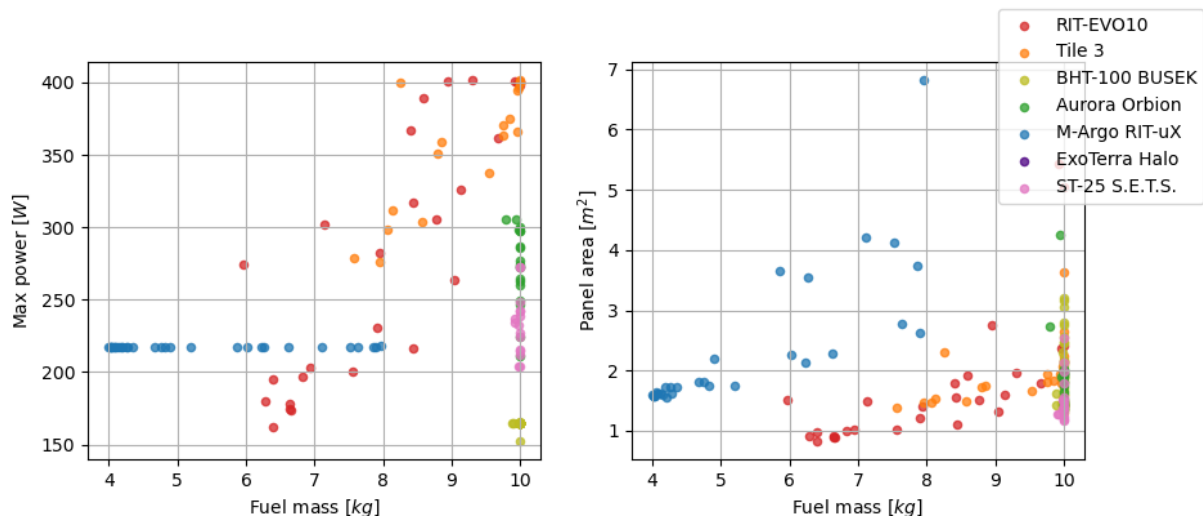 RIT-EVO10
Tile 3
BHT-100 BUSEK
Aurora Orbion
M-Argo RIT-uX
ExoTerra Halo
ST-25 S.E.T.S.
Max power [W]
400
350
300
250
200
150
4 5 6 7 8 9 10
Fuel mass [kg]
Panel area [m²]
7
6
5
4
3
2
1
4 5 6 7 8 9 10
Fuel mass [kg]